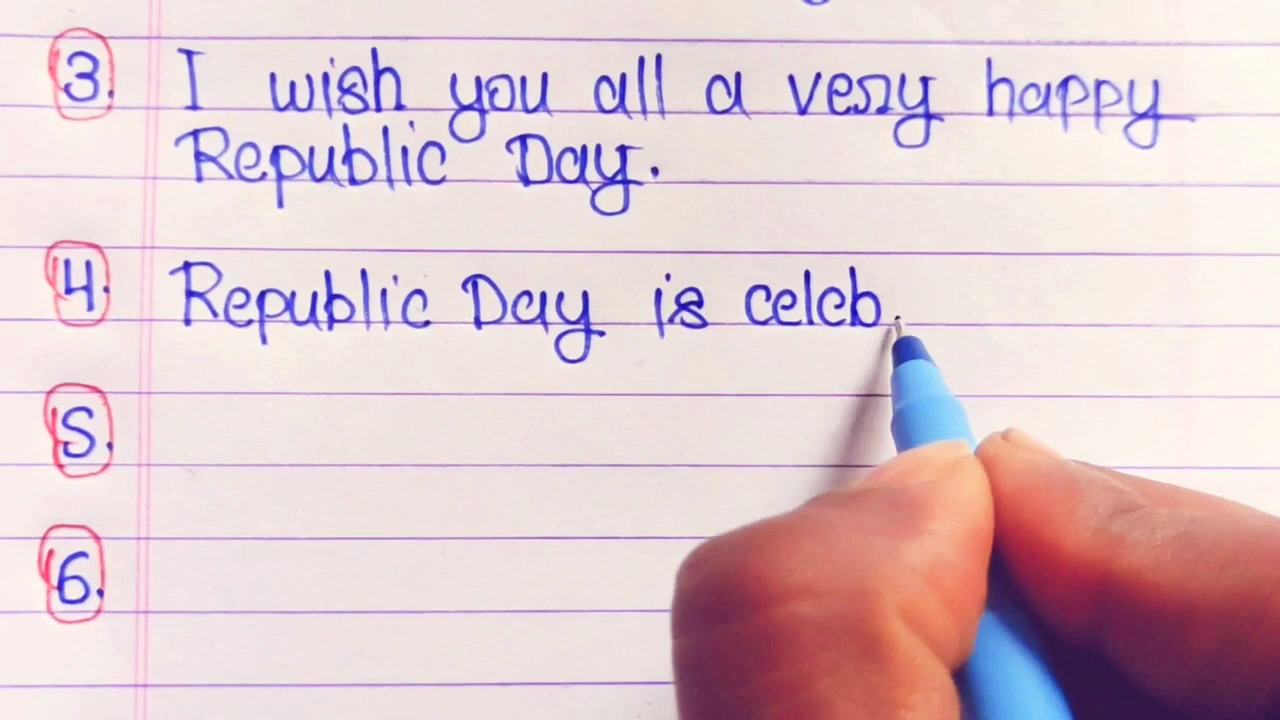 3. I wish you all a very happy
Republic Day.
4. Republic Day is celeb
5.
6.